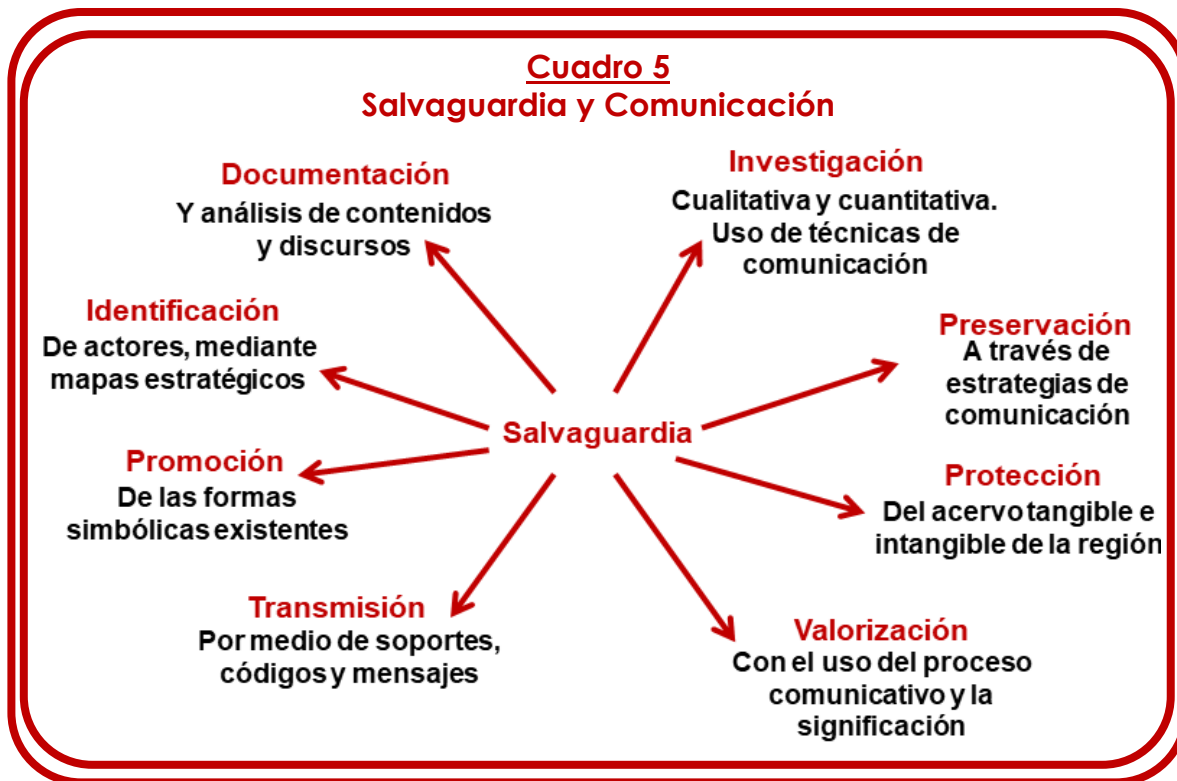 Cuadro 5
Salvaguardia y Comunicación
Documentación
Y análisis de contenidos
y discursos
Investigación
Cualitativa y cuantitativa.
Uso de técnicas de
comunicación
Identificación
De actores, mediante
mapas estratégicos
Preservación
A través de
estrategias de
comunicación
Salvaguardia
Promoción
De las formas
simbólicas existentes
Protección
Del acervo tangible e
intangible de la región
Transmisión
Por medio de soportes,
códigos y mensajes
Valorización
Con el uso del proceso
comunicativo y la
significación